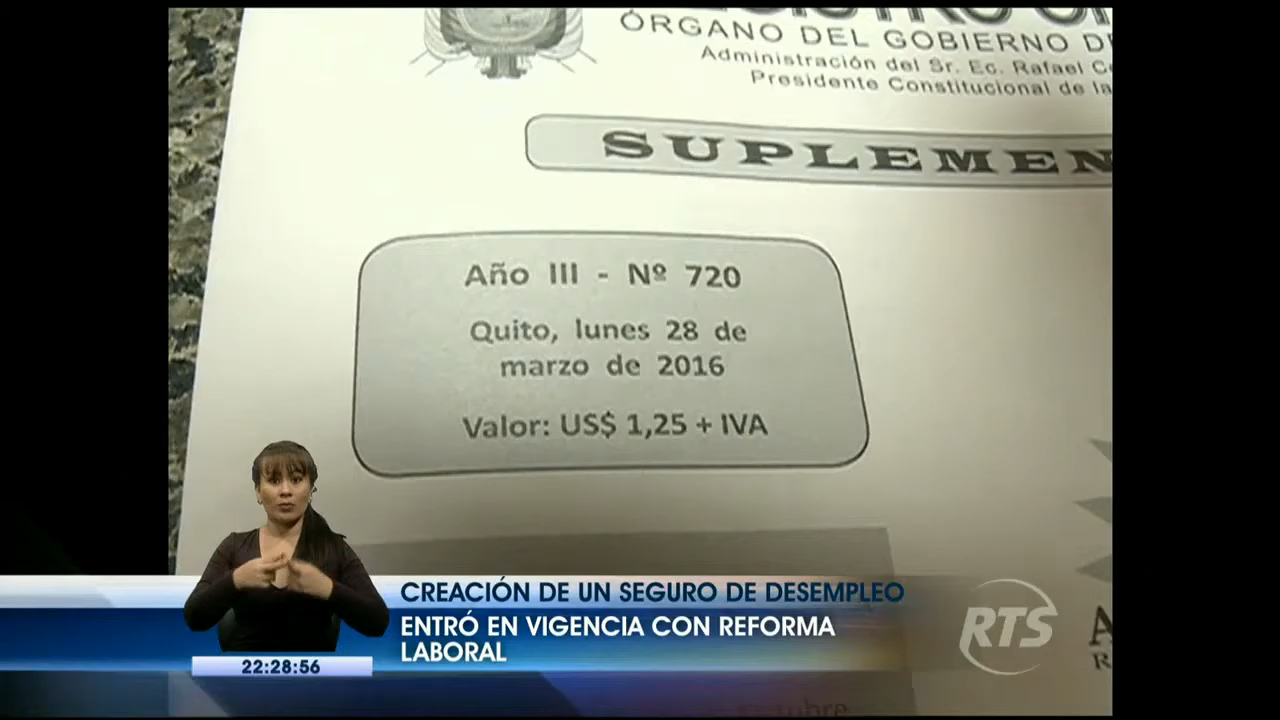 ÓRGANO DEL GOBIERNO
Administración del Sr. Ec. Rafael
Presidente Constitucional de la
SUPLEMEN
Año III - Nº 720
Quito, lunes 28 de
marzo de 2016
Valor: US$ 1,25 + IVA
CREACIÓN DE UN SEGURO DE DESEMPLEO
ENTRÓ EN VIGENCIA CON REFORMA
LABORAL
RTS
22:28:56